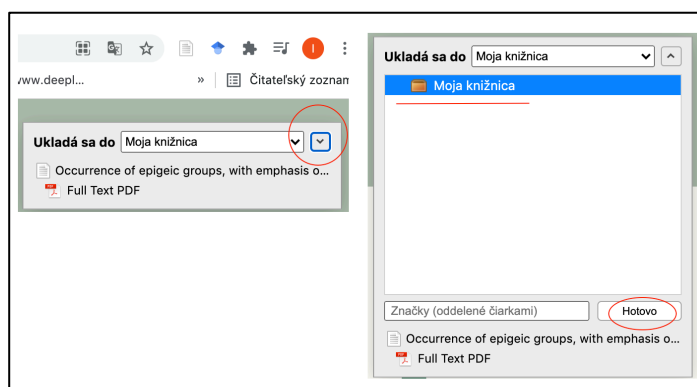 I
www.deepl...
»
Čitateľský zoznam
Ukladá sa do Moja knižnica
Occurrence of epigeic groups, with emphasis o...
PDF
Full Text PDF
Ukladá sa do Moja knižnica
Moja knižnica
Značky (oddelené čiarkami)
Hotovo
Occurrence of epigeic groups, with emphasis o...
PDF
Full Text PDF